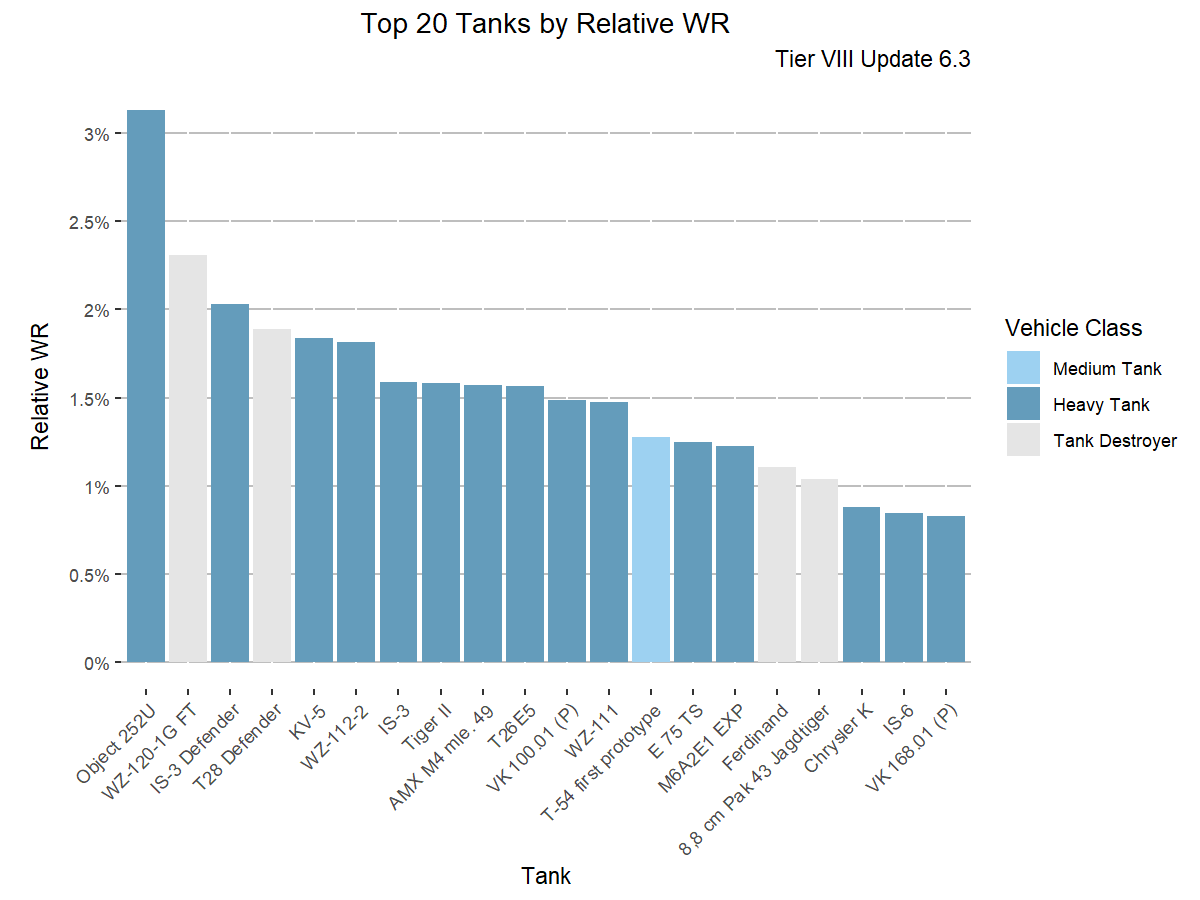 Top 20 Tanks by Relative WR
Tier VIII Update 6.3
3%
2.5%
2%
1.5%
1%
0.5%
0%
Relative WR
Object 252U
WZ-120-1G FT
IS-3 Defender
T28 Defender
KV-5
WZ-112-2
IS-3
Tiger II
AMX M4 mle. 49
T26E5
VK 100.01 (P)
WZ-111
T-54 first prototype
E 75 TS
M6A2E1 EXP
Ferdinand
8,8 cm Pak 43 Jagdtiger
Chrysler K
IS-6
VK 168.01 (P)
Tank
Vehicle Class
Medium Tank
Heavy Tank
Tank Destroyer